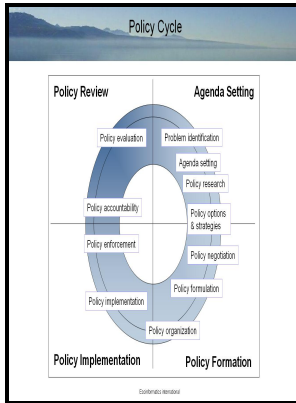 Policy Cycle
Policy Review
Agenda Setting
Policy evaluation
Problem identification
Agenda setting
Policy research
Policy accountability
Policy options
& strategies
Policy enforcement
Policy negotiation
Policy formulation
Policy implementation
Policy organization
Policy Implementation
Policy Formation
Ecoinformatics International